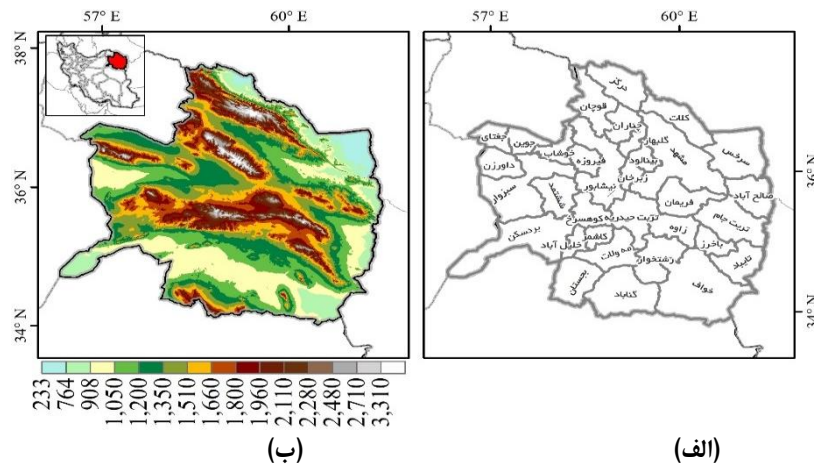 57° E
60° E
57° E
60° E
38° N
36° N
34° N
38° N
36° N
34° N
درگز
قوچان
کلات
چناران
گلبهار
سرخس
جغتای
جوین
خوشاب
فیروزه
بینالود
مشهد
داورزن
زبرخان
صالح آباد
سبزوار
ششتمد
نیشابور
فریمان
تربت جام
تربت حیدریه
کوهسرخ
بردسکن
کاشمر
زاوه
باخرز
خلیل آباد
مه ولات
تایباد
رشتخوار
بجستان
خواف
گناباد
233
764
908
1,050
1,200
1,350
1,510
1,660
1,800
1,960
2,110
2,280
2,480
2,710
3,310
(الف)
(ب)